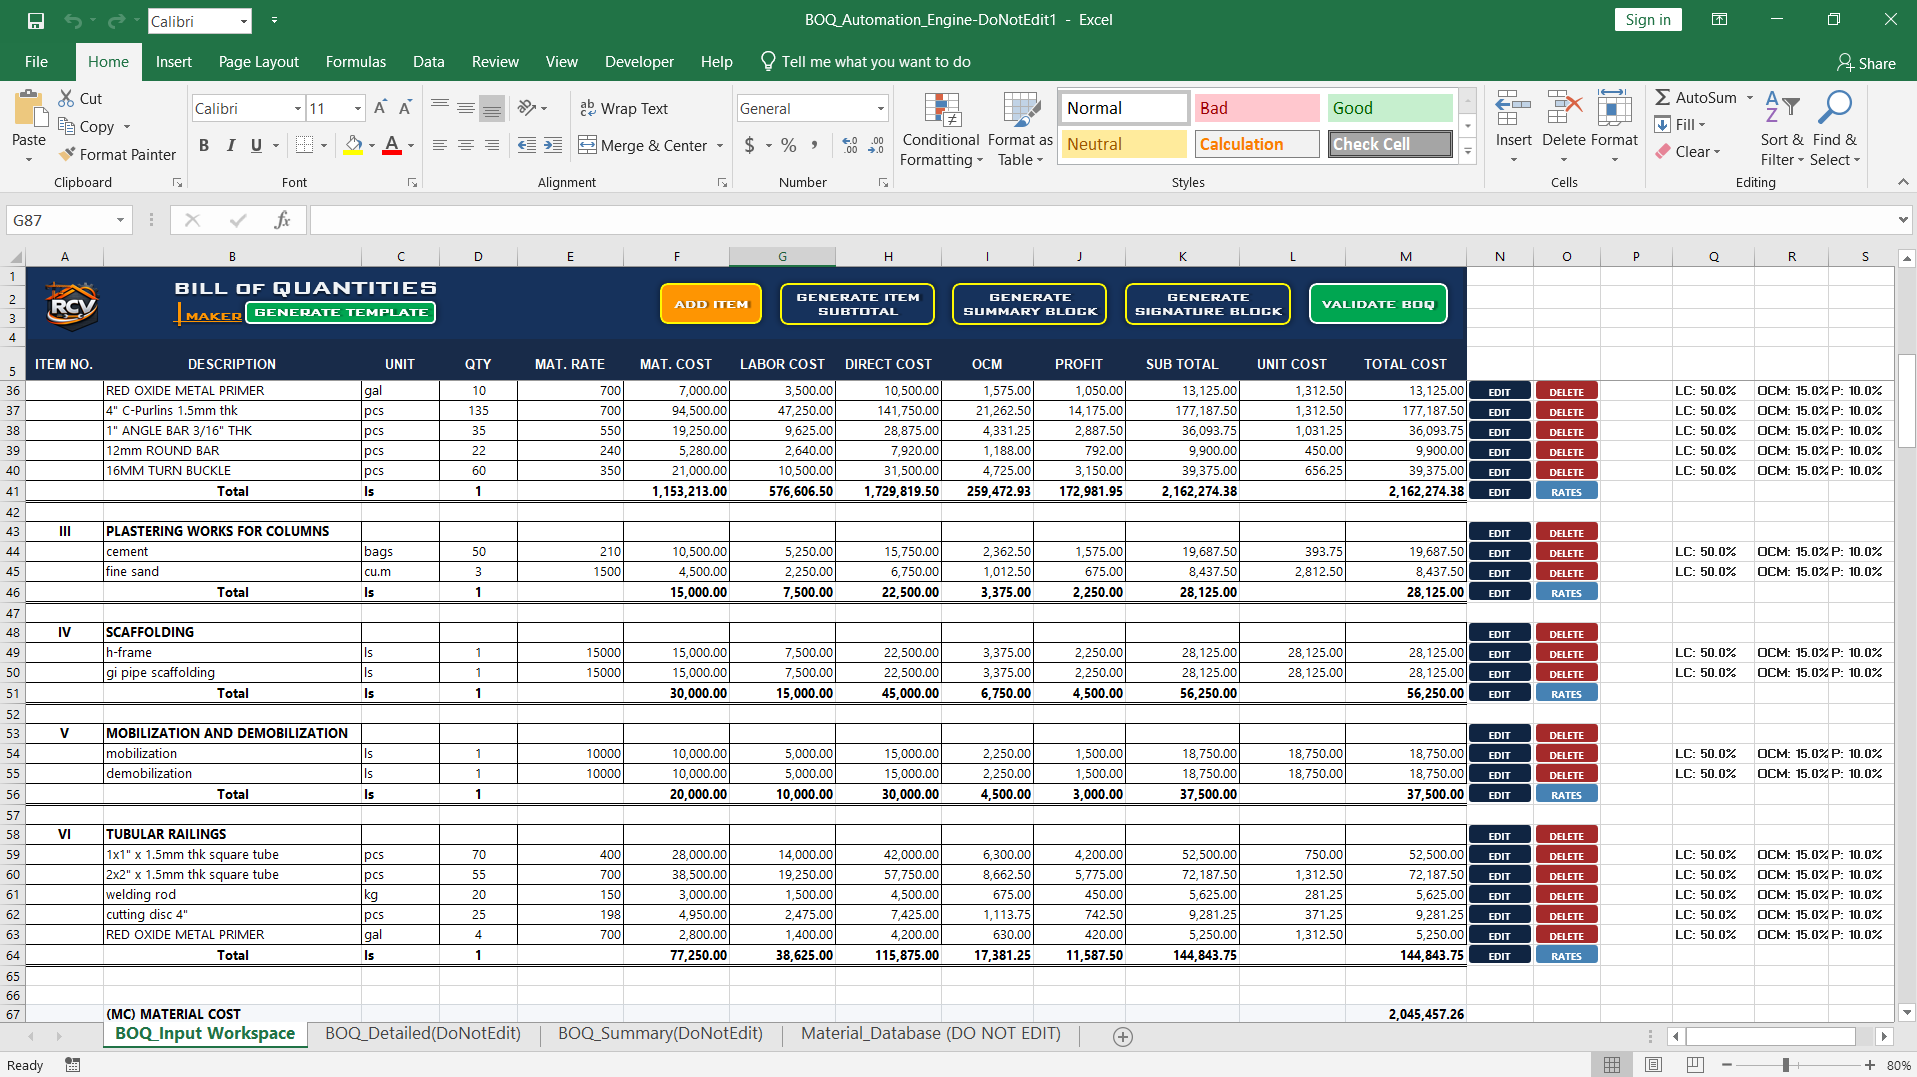 Calibri
BOQ_Automation_Engine-DoNotEdit1 - Excel
Sign in
File Home Insert Page Layout Formulas Data Review View Developer Help Tell me what you want to do
Share
Paste
Cut
Copy
Format Painter
Clipboard
Calibri 11
B I U
Font
Wrap Text
Merge & Center
Alignment
General
$ % ,
Number
Conditional Formatting
Format as Table
Normal Bad Good
Neutral Calculation Check Cell
Styles
Insert Delete Format
Cells
AutoSum
Fill
Clear
Sort & Filter
Find & Select
Editing
G87
fx
A B C D E F G H I J K L M N O P Q R S
1
2
3
4
RCV
BILL OF QUANTITIES
MAKER GENERATE TEMPLATE
ADD ITEM
GENERATE ITEM SUBTOTAL
GENERATE SUMMARY BLOCK
GENERATE SIGNATURE BLOCK
VALIDATE BOQ
5 ITEM NO. DESCRIPTION UNIT QTY MAT. RATE MAT. COST LABOR COST DIRECT COST OCM PROFIT SUB TOTAL UNIT COST TOTAL COST
36 RED OXIDE METAL PRIMER gal 10 700 7,000.00 3,500.00 10,500.00 1,575.00 1,050.00 13,125.00 1,312.50 13,125.00 EDIT DELETE LC: 50.0% OCM: 15.0% P: 10.0%
37 4" C-Purlins 1.5mm thk pcs 135 700 94,500.00 47,250.00 141,750.00 21,262.50 14,175.00 177,187.50 1,312.50 177,187.50 EDIT DELETE LC: 50.0% OCM: 15.0% P: 10.0%
38 1" ANGLE BAR 3/16" THK pcs 35 550 19,250.00 9,625.00 28,875.00 4,331.25 2,887.50 36,093.75 1,031.25 36,093.75 EDIT DELETE LC: 50.0% OCM: 15.0% P: 10.0%
39 12mm ROUND BAR pcs 22 240 5,280.00 2,640.00 7,920.00 1,188.00 792.00 9,900.00 450.00 9,900.00 EDIT DELETE LC: 50.0% OCM: 15.0% P: 10.0%
40 16MM TURN BUCKLE pcs 60 350 21,000.00 10,500.00 31,500.00 4,725.00 3,150.00 39,375.00 656.25 39,375.00 EDIT DELETE LC: 50.0% OCM: 15.0% P: 10.0%
41 Total ls 1 1,153,213.00 576,606.50 1,729,819.50 259,472.93 172,981.95 2,162,274.38 2,162,274.38 EDIT RATES
42
43 III PLASTERING WORKS FOR COLUMNS EDIT DELETE
44 cement bags 50 210 10,500.00 5,250.00 15,750.00 2,362.50 1,575.00 19,687.50 393.75 19,687.50 EDIT DELETE LC: 50.0% OCM: 15.0% P: 10.0%
45 fine sand cu.m 3 1500 4,500.00 2,250.00 6,750.00 1,012.50 675.00 8,437.50 2,812.50 8,437.50 EDIT DELETE LC: 50.0% OCM: 15.0% P: 10.0%
46 Total ls 1 15,000.00 7,500.00 22,500.00 3,375.00 2,250.00 28,125.00 28,125.00 EDIT RATES
47
48 IV SCAFFOLDING EDIT DELETE
49 h-frame ls 1 15000 15,000.00 7,500.00 22,500.00 3,375.00 2,250.00 28,125.00 28,125.00 28,125.00 EDIT DELETE LC: 50.0% OCM: 15.0% P: 10.0%
50 gi pipe scaffolding ls 1 15000 15,000.00 7,500.00 22,500.00 3,375.00 2,250.00 28,125.00 28,125.00 28,125.00 EDIT DELETE LC: 50.0% OCM: 15.0% P: 10.0%
51 Total ls 1 30,000.00 15,000.00 45,000.00 6,750.00 4,500.00 56,250.00 56,250.00 EDIT RATES
52
53 V MOBILIZATION AND DEMOBILIZATION EDIT DELETE
54 mobilization ls 1 10000 10,000.00 5,000.00 15,000.00 2,250.00 1,500.00 18,750.00 18,750.00 18,750.00 EDIT DELETE LC: 50.0% OCM: 15.0% P: 10.0%
55 demobilization ls 1 10000 10,000.00 5,000.00 15,000.00 2,250.00 1,500.00 18,750.00 18,750.00 18,750.00 EDIT DELETE LC: 50.0% OCM: 15.0% P: 10.0%
56 Total ls 1 20,000.00 10,000.00 30,000.00 4,500.00 3,000.00 37,500.00 37,500.00 EDIT RATES
57
58 VI TUBULAR RAILINGS EDIT DELETE
59 1x1" x 1.5mm thk square tube pcs 70 400 28,000.00 14,000.00 42,000.00 6,300.00 4,200.00 52,500.00 750.00 52,500.00 EDIT DELETE LC: 50.0% OCM: 15.0% P: 10.0%
60 2x2" x 1.5mm thk square tube pcs 55 700 38,500.00 19,250.00 57,750.00 8,662.50 5,775.00 72,187.50 1,312.50 72,187.50 EDIT DELETE LC: 50.0% OCM: 15.0% P: 10.0%
61 welding rod kg 20 150 3,000.00 1,500.00 4,500.00 675.00 450.00 5,625.00 281.25 5,625.00 EDIT DELETE LC: 50.0% OCM: 15.0% P: 10.0%
62 cutting disc 4" pcs 25 198 4,950.00 2,475.00 7,425.00 1,113.75 742.50 9,281.25 371.25 9,281.25 EDIT DELETE LC: 50.0% OCM: 15.0% P: 10.0%
63 RED OXIDE METAL PRIMER gal 4 700 2,800.00 1,400.00 4,200.00 630.00 420.00 5,250.00 1,312.50 5,250.00 EDIT DELETE LC: 50.0% OCM: 15.0% P: 10.0%
64 Total ls 1 77,250.00 38,625.00 115,875.00 17,381.25 11,587.50 144,843.75 144,843.75 EDIT RATES
65
66
67 (MC) MATERIAL COST 2,045,457.26
BOQ_Input Workspace BOQ_Detailed(DoNotEdit) BOQ_Summary(DoNotEdit) Material_Database (DO NOT EDIT)
Ready 80%